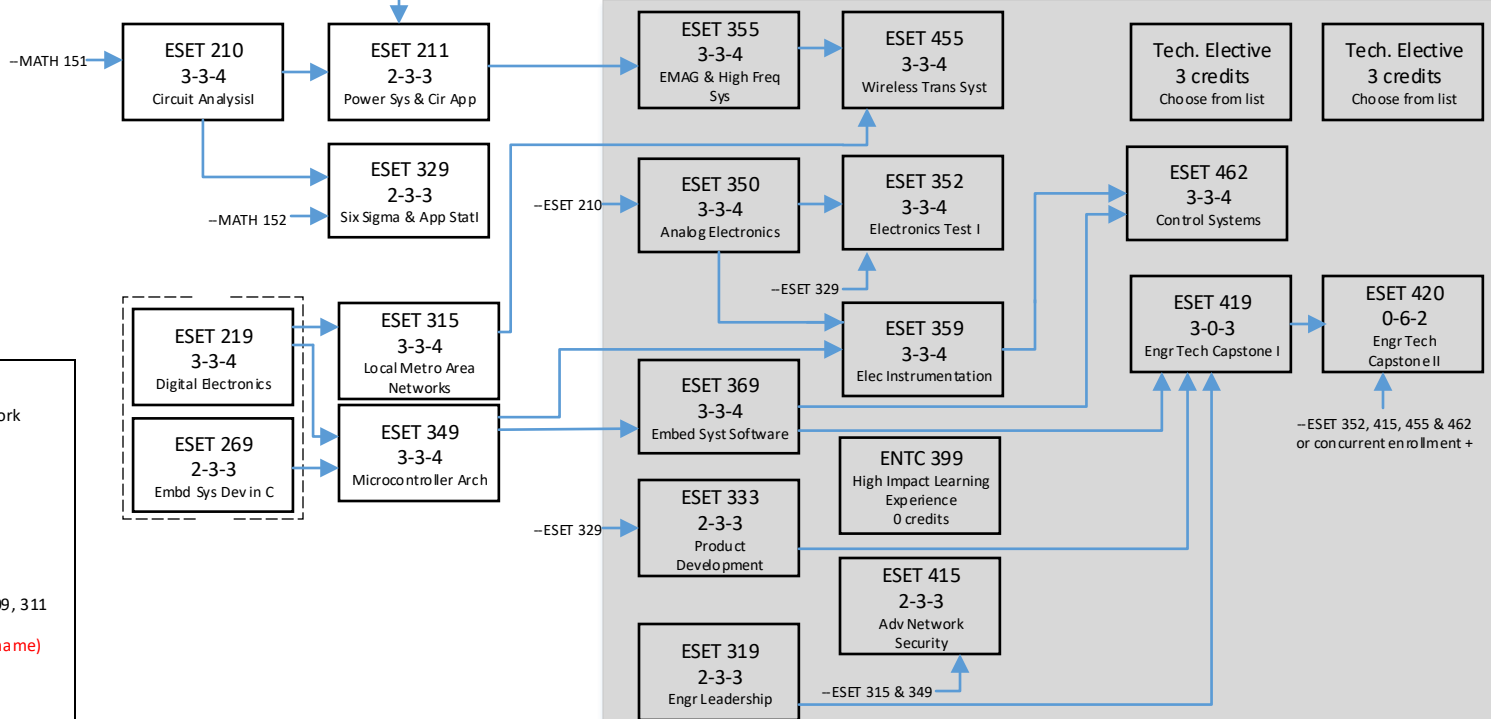 --MATH 151
ESET 210
3-3-4
Circuit AnalysisI
ESET 211
2-3-3
Power Sys & Cir App
ESET 329
2-3-3
Six Sigma & App StatI
--MATH 152
ESET 219
3-3-4
Digital Electronics
ESET 269
2-3-3
Embd Sys Dev in C
ESET 315
3-3-4
Local Metro Area
Networks
ESET 349
3-3-4
Microcontroller Arch
ESET 355
3-3-4
EMAG & High Freq
Sys
ESET 455
3-3-4
Wireless Trans Syst
--ESET 210
ESET 350
3-3-4
Analog Electronics
ESET 352
3-3-4
Electronics Test I
--ESET 329
ESET 359
3-3-4
Elec Instrumentation
ESET 369
3-3-4
Embed Syst Software
ENTC 399
High Impact Learning
Experience
0 credits
--ESET 329
ESET 333
2-3-3
Product
Development
ESET 415
2-3-3
Adv Network
Security
--ESET 315 & 349
ESET 319
2-3-3
Engr Leadership
Tech. Elective
3 credits
Choose from list
Tech. Elective
3 credits
Choose from list
ESET 462
3-3-4
Control Systems
ESET 419
3-0-3
Engr Tech Capstone I
ESET 420
0-6-2
Engr Tech
Capstone II
--ESET 352, 415, 455 & 462
or concurrent enrollment +
ork
9, 311
ame)